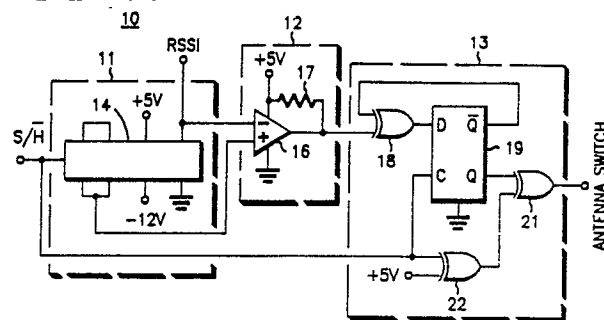 10
RSSI
12
11
+5V
17
13
14
+5V
S/H̅
−
+
16
18
D
Q̅
19
C
Q
21
-12V
+5V
22
ANTENNA SWITCH